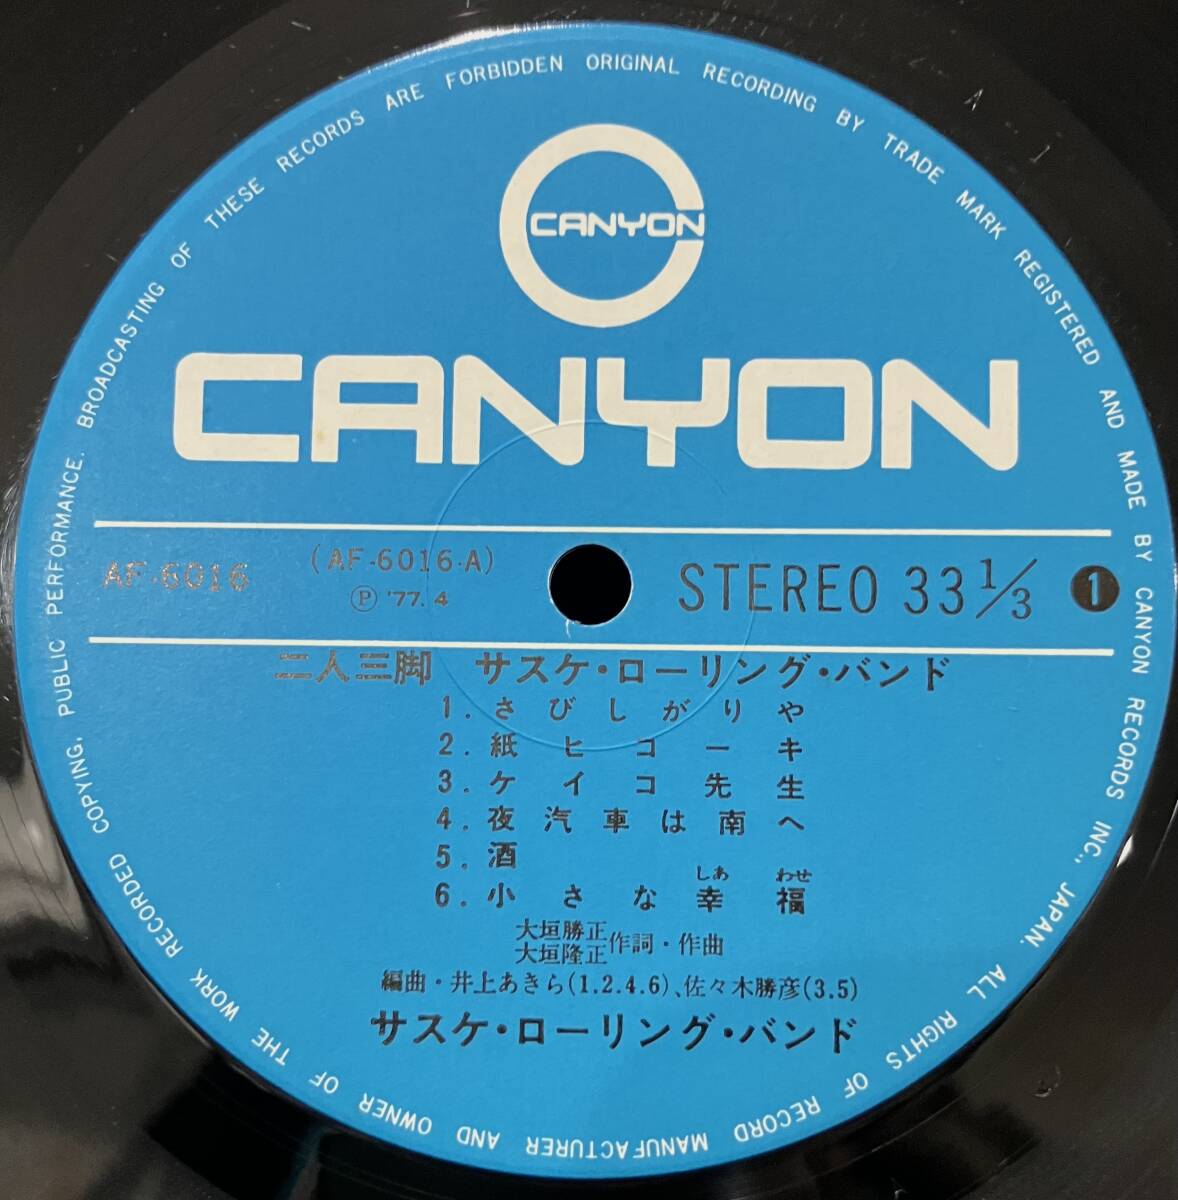 BROADCASTING OF THESE RECORDS ARE FORBIDDEN ORIGINAL RECORDING BY TRADE MARK REGISTERED AND MADE BY CANYON RECORDS INC., JAPAN.
ALL RIGHTS OF RECORD MANUFACTURER AND OWNER OF THE WORK RECORDED COPYING, PUBLIC PERFORMANCE.
CANYON
CANYON
AF-6016 (AF-6016-A) STEREO 33 1/3 1
Ⓟ '77. 4
二人三脚 サスケ・ローリング・バンド
1. さびしがりや
2. 紙ヒコーキ
3. ケイコ先生
4. 夜汽車は南へ
5. 酒
しあ わせ
6. 小さな幸福
大垣勝正
大垣隆正 作詞・作曲
編曲・井上あきら(1.2.4.6)、佐々木勝彦(3.5)
サスケ・ローリング・バンド